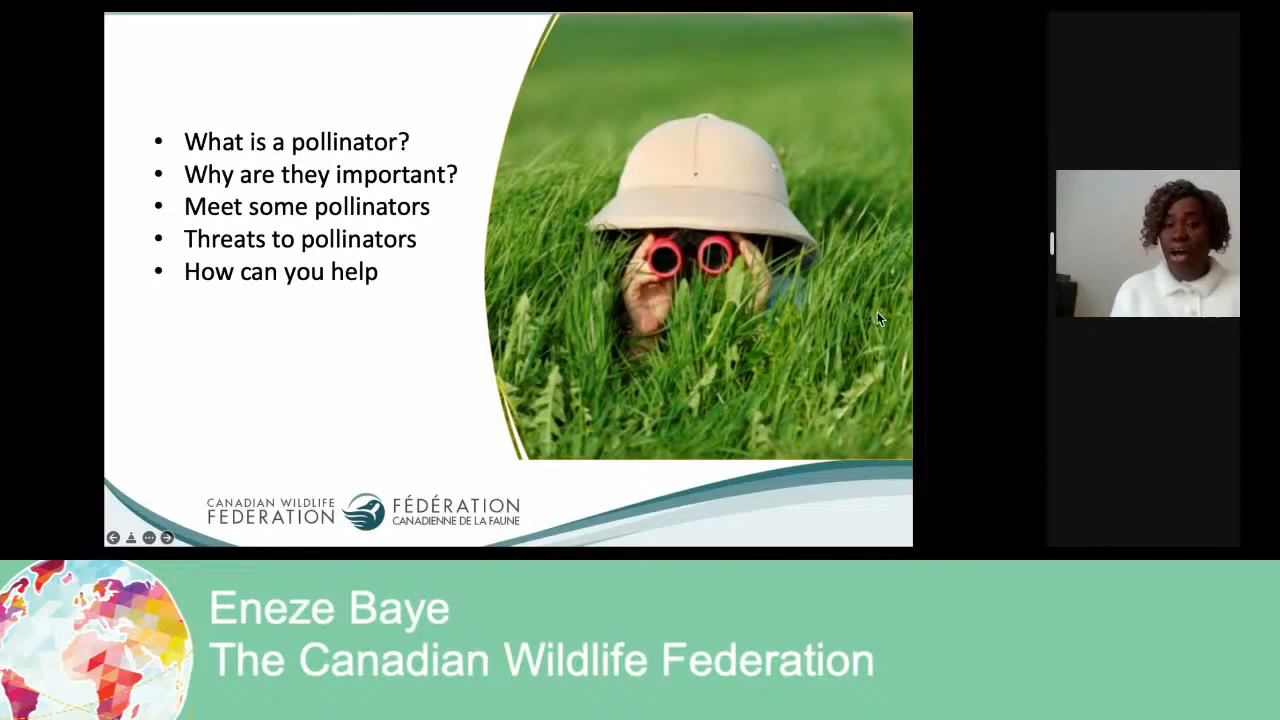 • What is a pollinator?
• Why are they important?
• Meet some pollinators
• Threats to pollinators
• How can you help
CANADIAN WILDLIFE
FEDERATION
FÉDÉRATION
CANADIENNE DE LA FAUNE
Eneze Baye
The Canadian Wildlife Federation